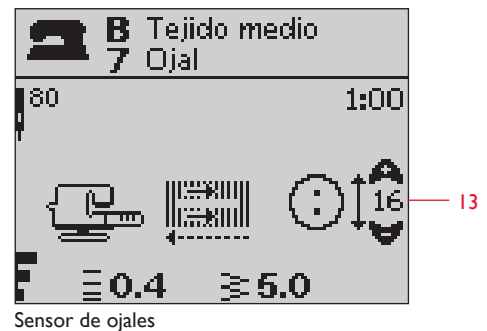 B Tejido medio
7 Ojal
80 1:00
16 13
0.4 5.0
Sensor de ojales